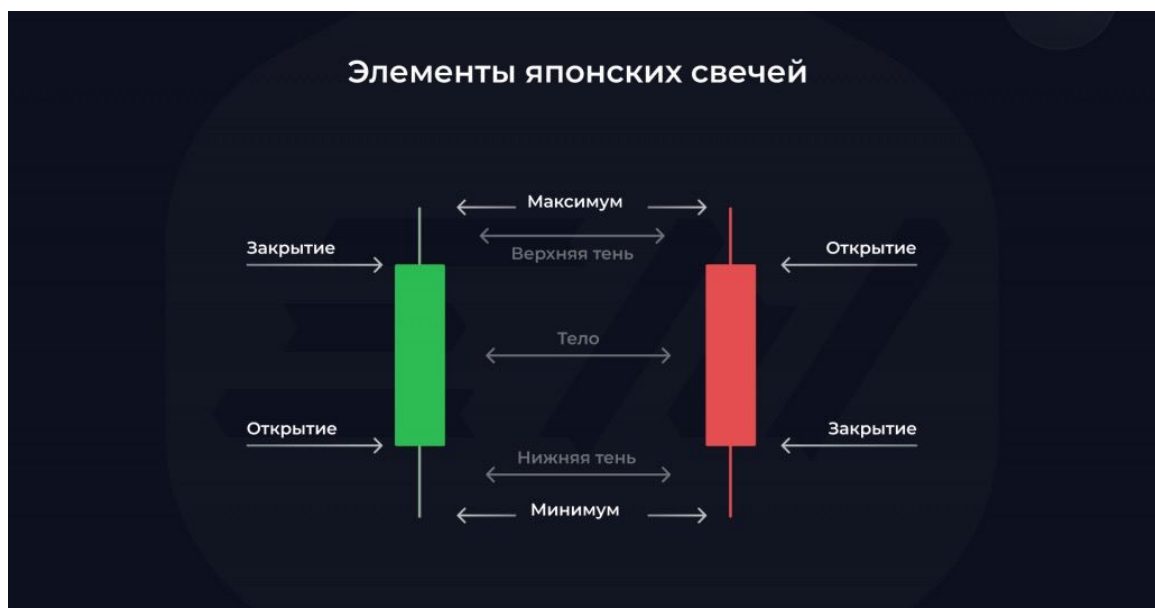 Элементы японских свечей
Максимум
Верхняя тень
Закрытие
Открытие
Тело
Открытие
Закрытие
Нижняя тень
Минимум